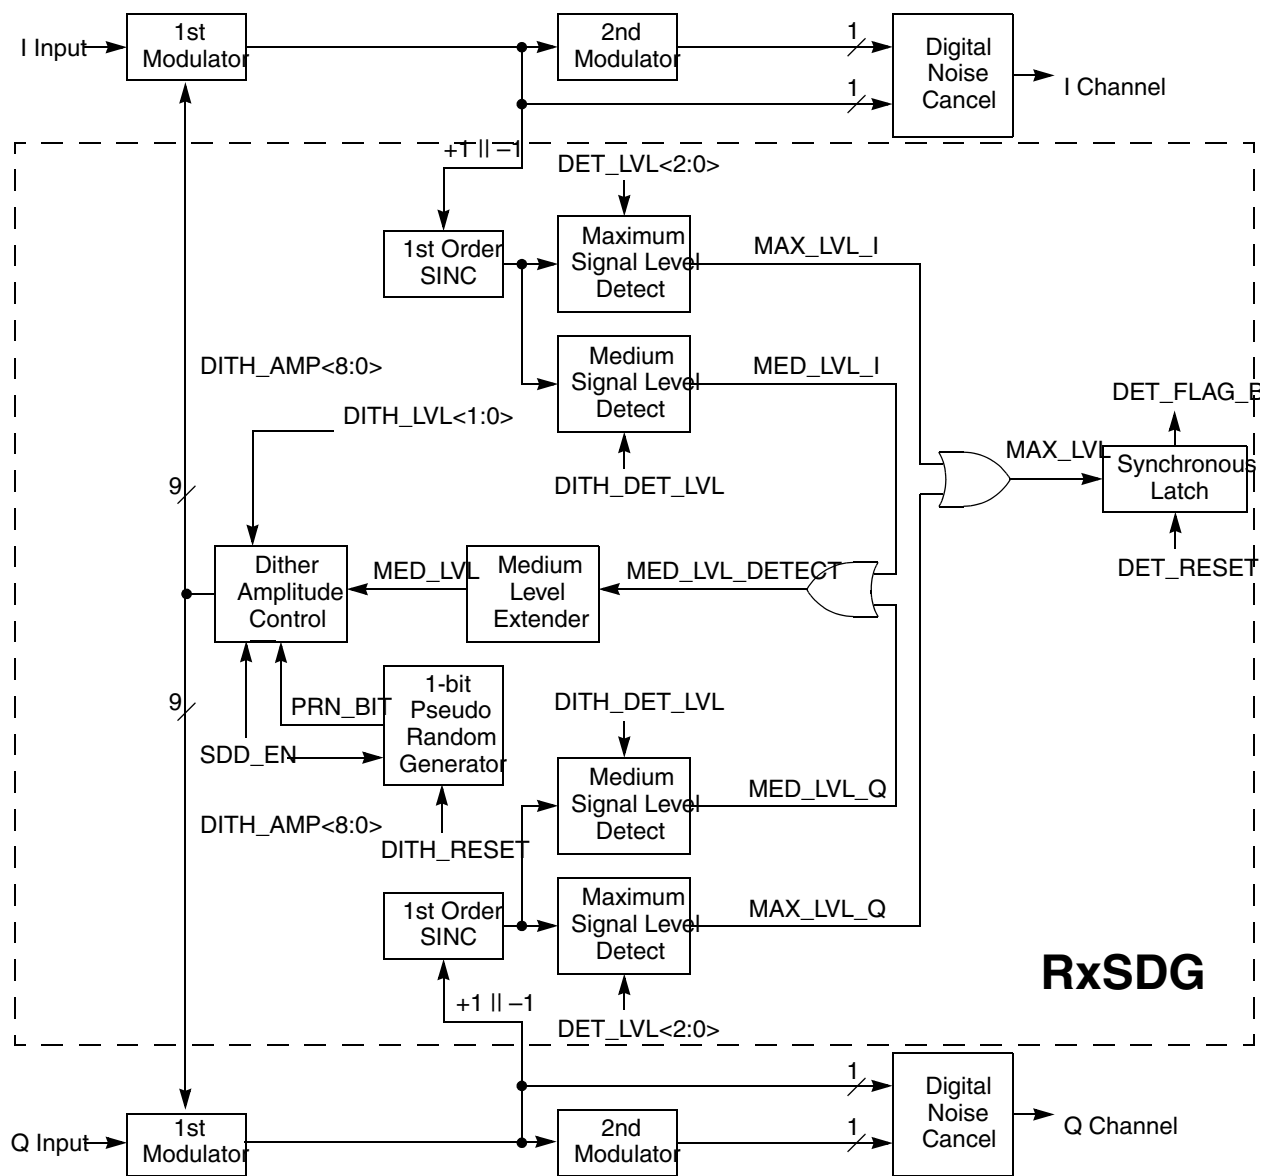 I Input
1st
Modulator
2nd
Modulator
1
1
Digital
Noise
Cancel
I Channel
+1 || –1
DET_LVL<2:0>
1st Order
SINC
Maximum
Signal Level
Detect
MAX_LVL_I
DITH_AMP<8:0>
Medium
Signal Level
Detect
MED_LVL_I
DITH_LVL<1:0>
DITH_DET_LVL
DET_FLAG_B
MAX_LVL
Synchronous
Latch
DET_RESET
9
Dither
Amplitude
Control
MED_LVL
Medium
Level
Extender
MED_LVL_DETECT
9
PRN_BIT
1-bit
Pseudo
Random
Generator
SDD_EN
DITH_DET_LVL
Medium
Signal Level
Detect
MED_LVL_Q
DITH_AMP<8:0>
DITH_RESET
1st Order
SINC
Maximum
Signal Level
Detect
MAX_LVL_Q
RxSDG
+1 || –1
DET_LVL<2:0>
Q Input
1st
Modulator
2nd
Modulator
1
1
Digital
Noise
Cancel
Q Channel